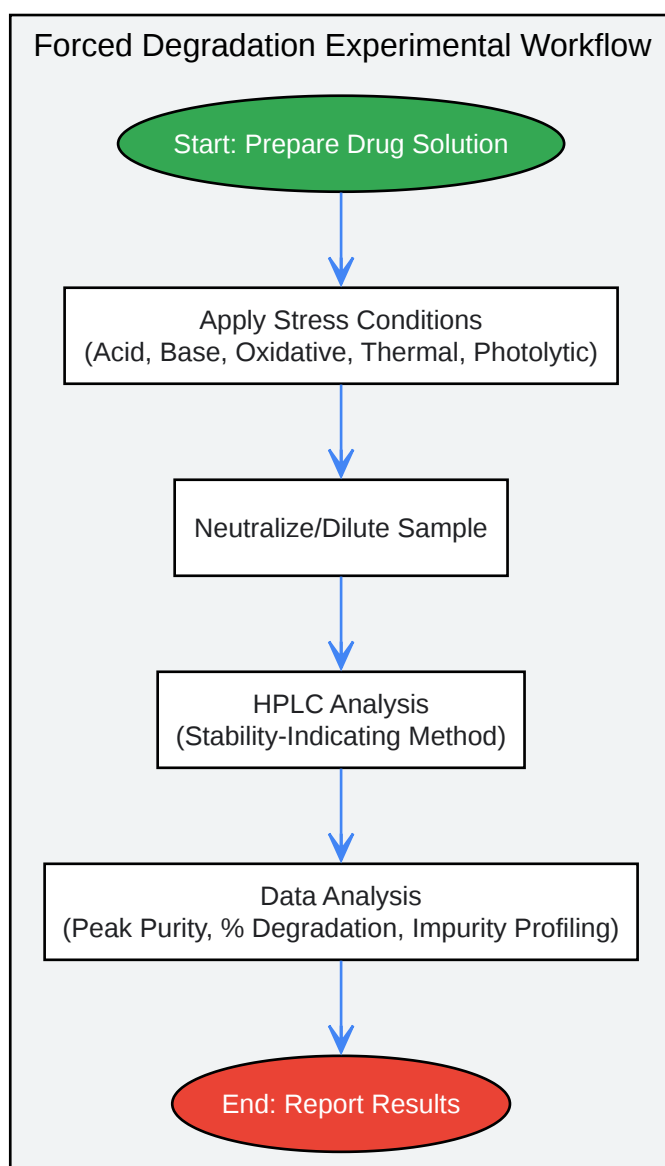 Forced Degradation Experimental Workflow
Start: Prepare Drug Solution
Apply Stress Conditions
(Acid, Base, Oxidative, Thermal, Photolytic)
Neutralize/Dilute Sample
HPLC Analysis
(Stability-Indicating Method)
Data Analysis
(Peak Purity, % Degradation, Impurity Profiling)
End: Report Results